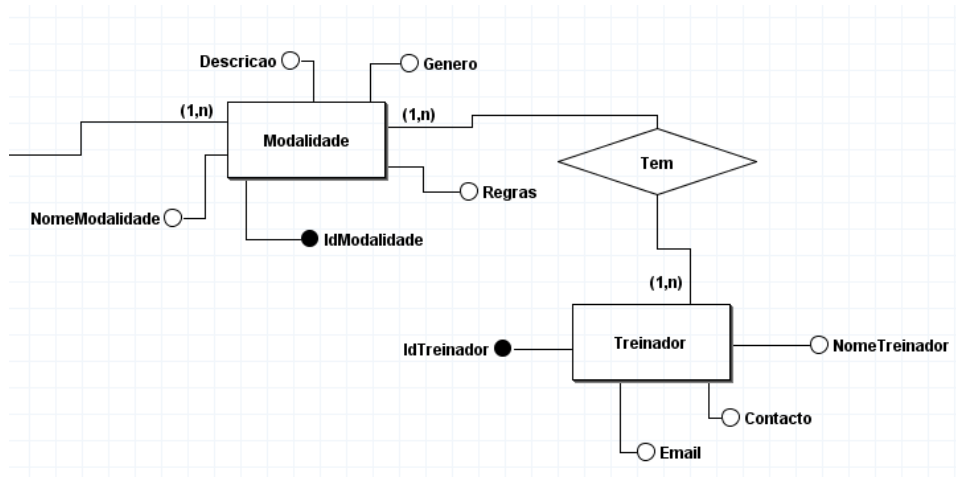 Descricao
Genero
(1,n)
(1,n)
Modalidade
Tem
Regras
NomeModalidade
IdModalidade
(1,n)
IdTreinador
Treinador
NomeTreinador
Contacto
Email